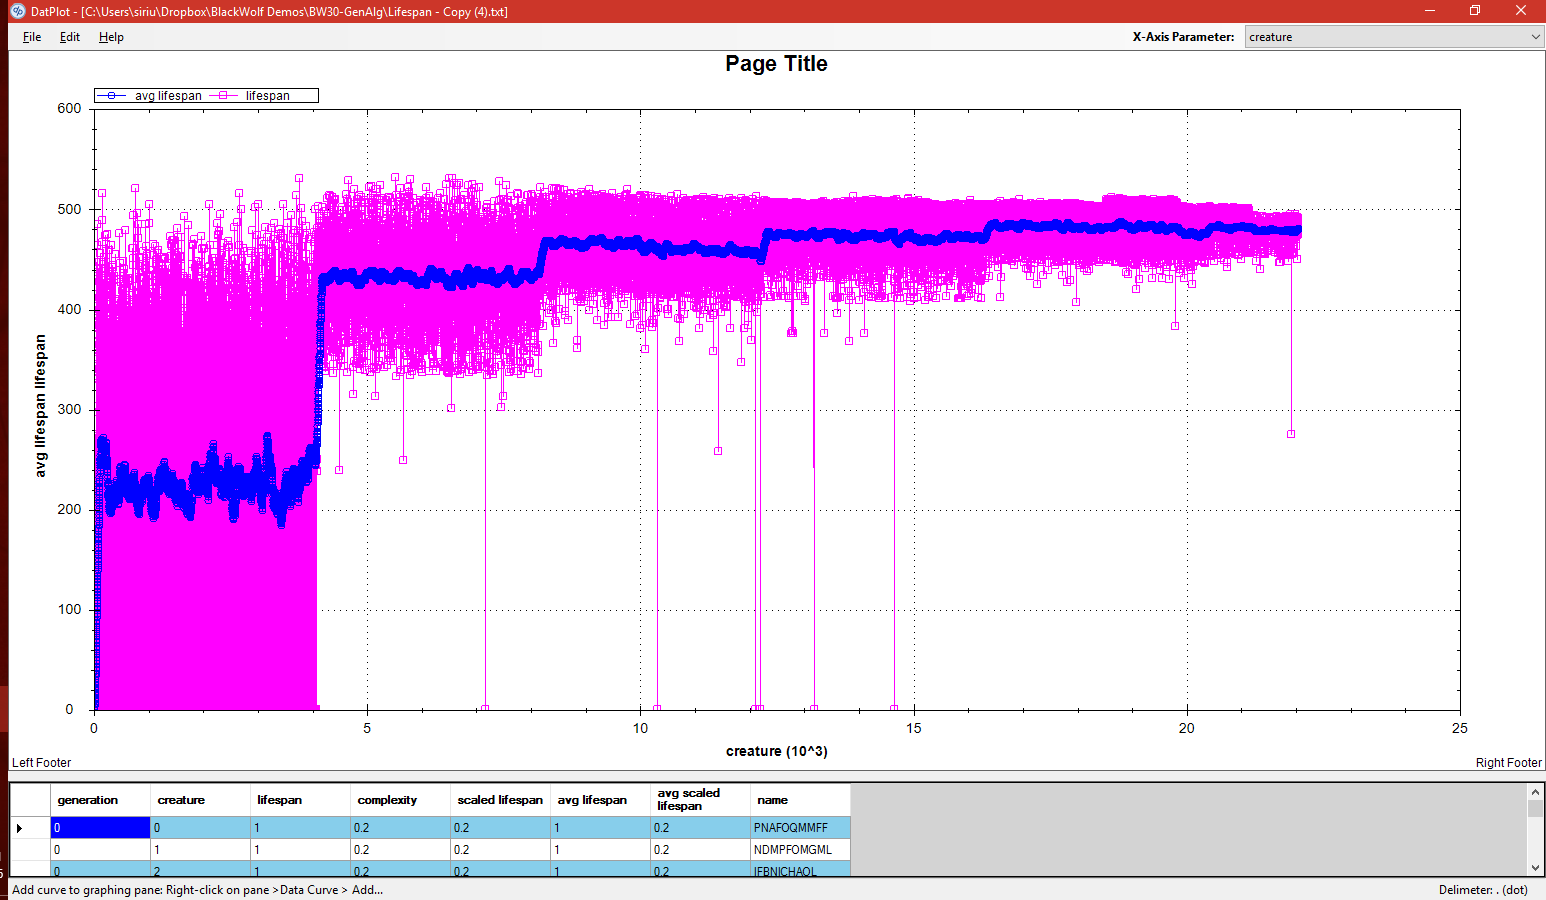 DatPlot - [C:\Users\siriu\Dropbox\BlackWolf Demos\BW30-GenAlg\Lifespan - Copy (4).txt]
File Edit Help X-Axis Parameter: creature
Page Title
avg lifespan lifespan
600
500
400
300
200
100
0
avg lifespan lifespan
0 5 10 15 20 25
creature (10^3)
Left Footer Right Footer
generation creature lifespan complexity scaled lifespan avg lifespan avg scaled lifespan name
0 0 1 0.2 0.2 1 0.2 PNAFOQMMFF
0 1 1 0.2 0.2 1 0.2 NDMPFOMGML
0 2 1 0.2 0.2 1 0.2 IFBNICHAOL
Add curve to graphing pane: Right-click on pane >Data Curve > Add... Delimeter: . (dot)